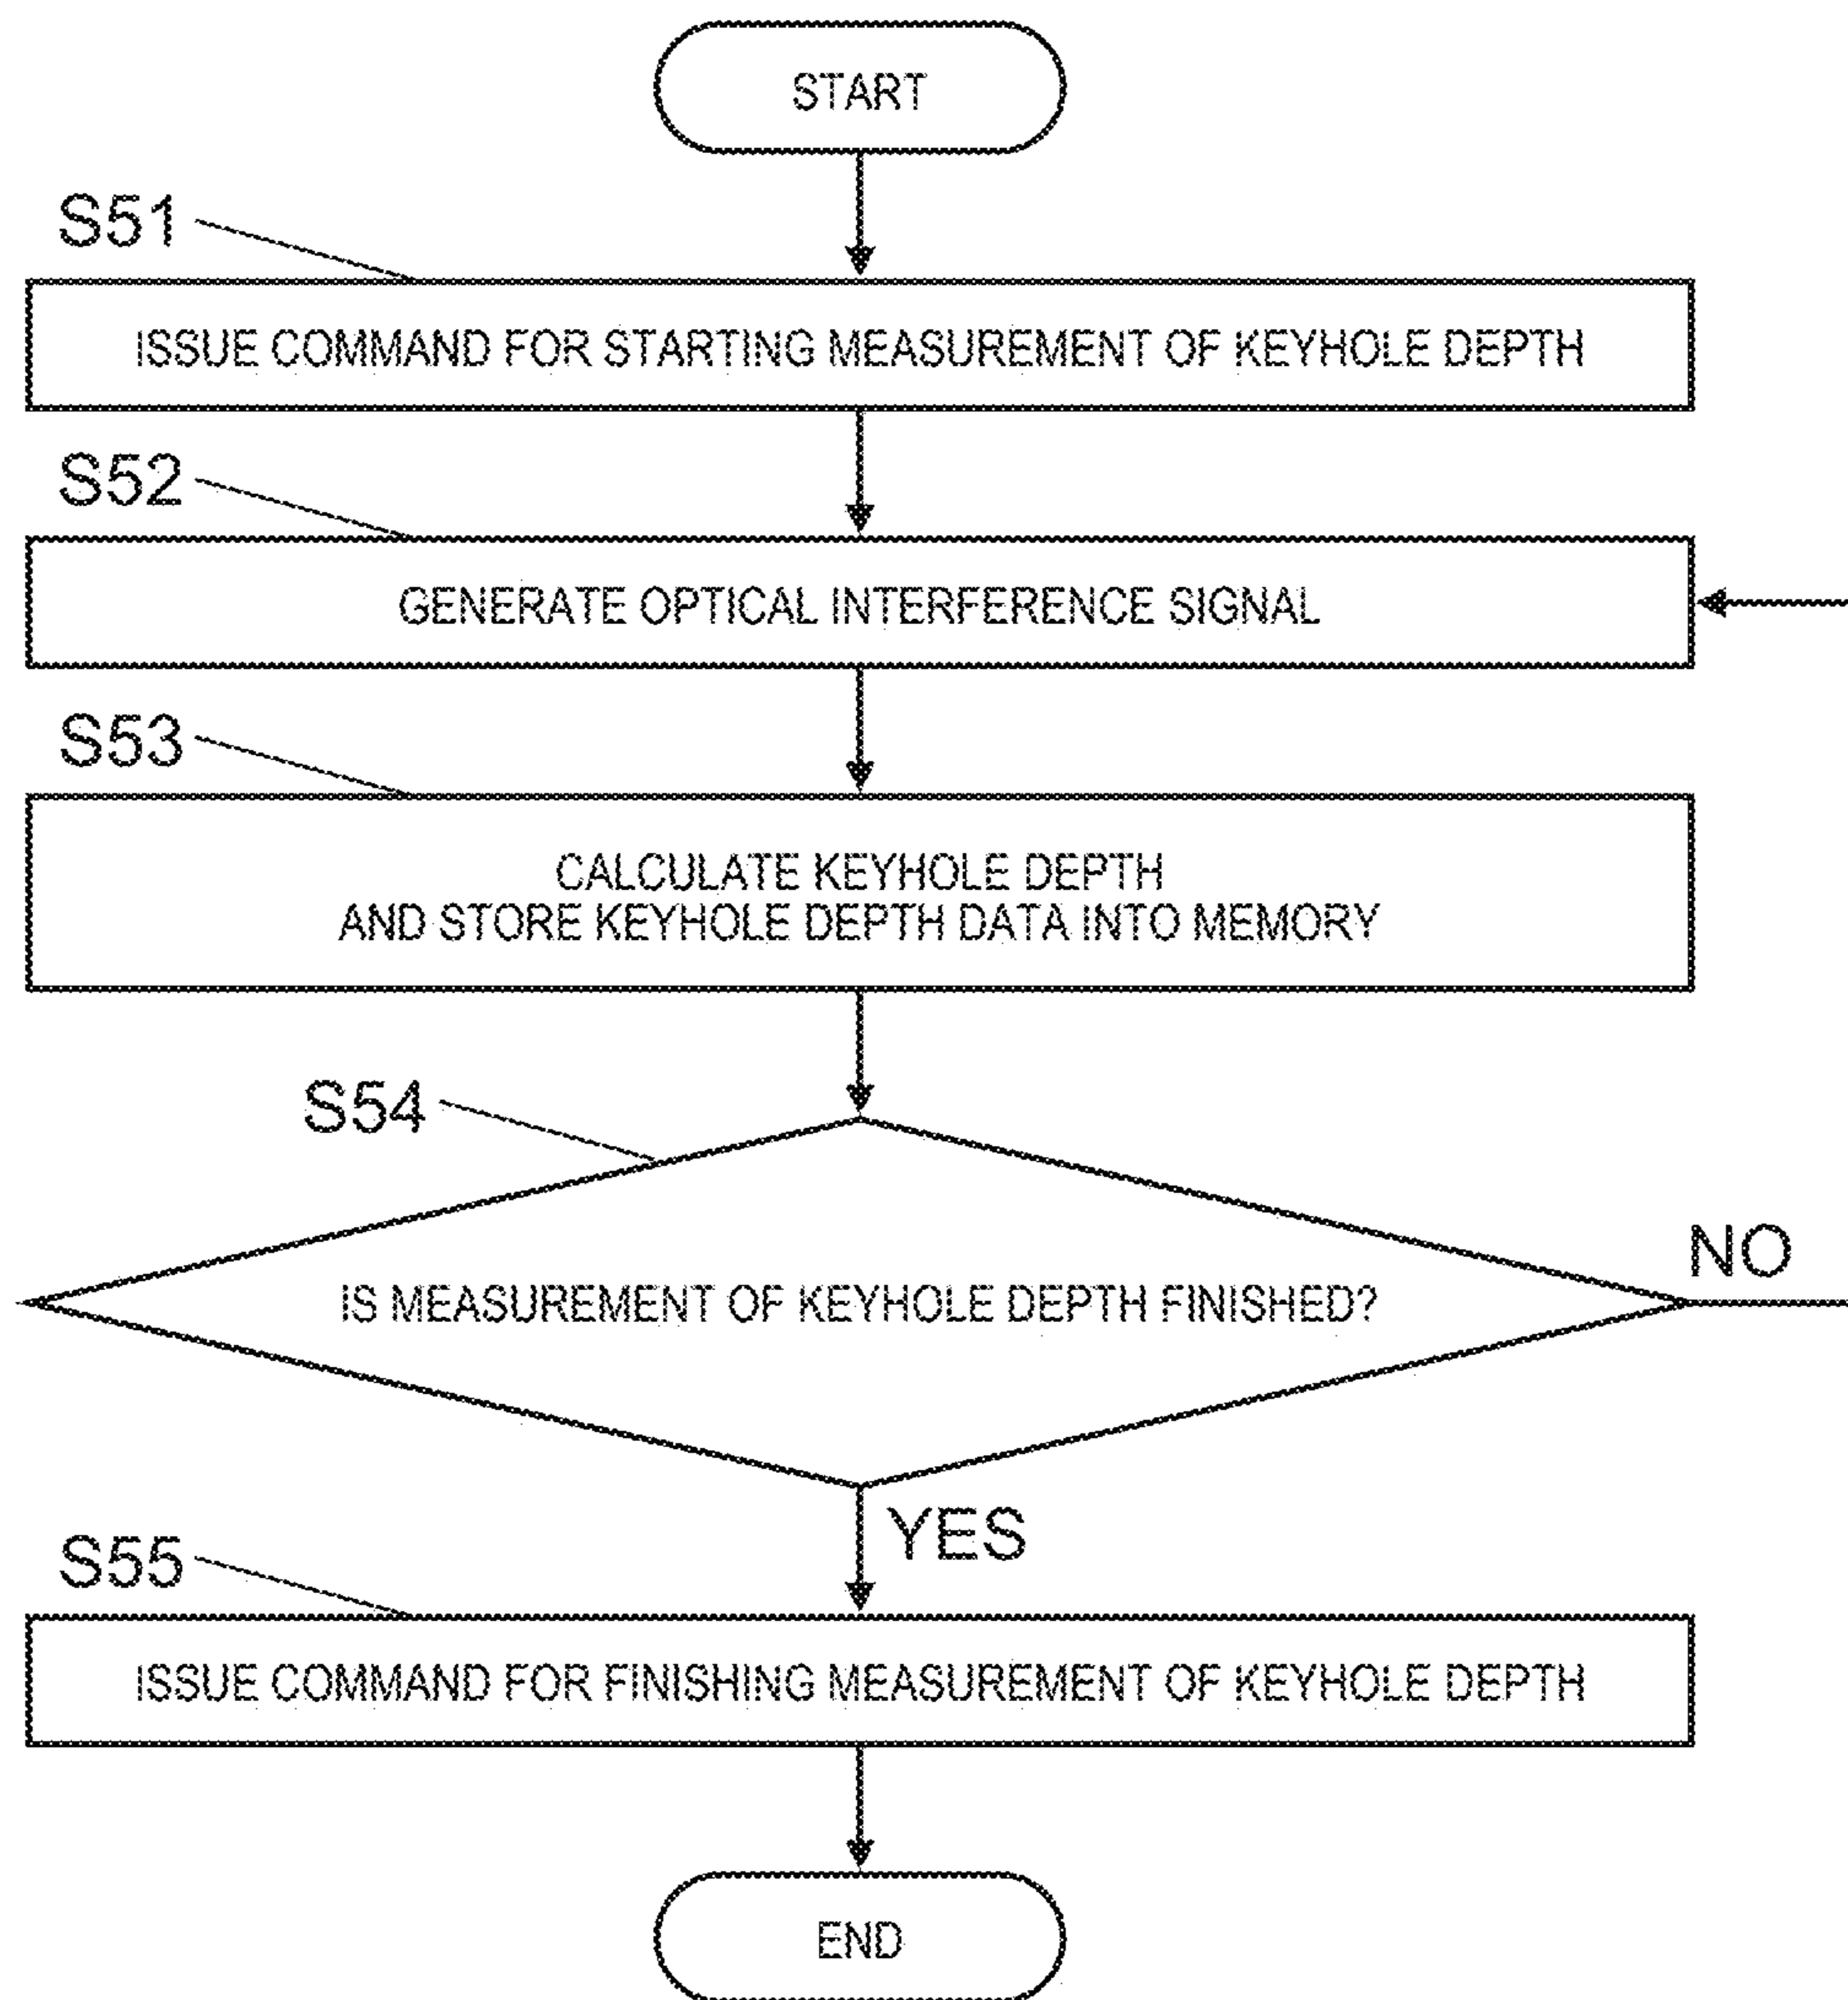 START
S51
ISSUE COMMAND FOR STARTING MEASUREMENT OF KEYHOLE DEPTH
S52
GENERATE OPTICAL INTERFERENCE SIGNAL
S53
CALCULATE KEYHOLE DEPTH
AND STORE KEYHOLE DEPTH DATA INTO MEMORY
S54
IS MEASUREMENT OF KEYHOLE DEPTH FINISHED?
NO
YES
S55
ISSUE COMMAND FOR FINISHING MEASUREMENT OF KEYHOLE DEPTH
END